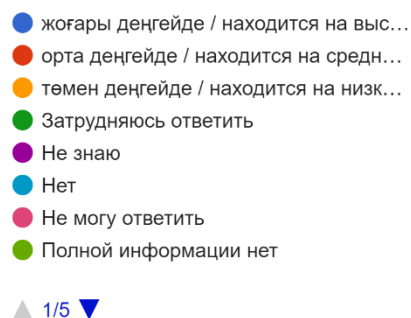 жоғары деңгейде / находится на выс...
орта деңгейде / находится на средн...
төмен деңгейде / находится на низк...
Затрудняюсь ответить
Не знаю
Нет
Не могу ответить
Полной информации нет
1/5